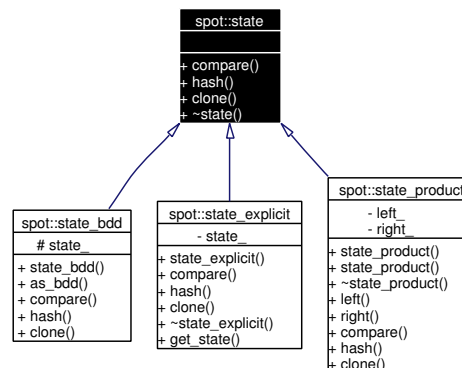 spot::state
+ compare()
+ hash()
+ clone()
+ ~state()
spot::state_bdd
# state_
+ state_bdd()
+ as_bdd()
+ compare()
+ hash()
+ clone()
spot::state_explicit
- state_
+ state_explicit()
+ compare()
+ hash()
+ clone()
+ ~state_explicit()
+ get_state()
spot::state_product
- left_
- right_
+ state_product()
+ state_product()
+ ~state_product()
+ left()
+ right()
+ compare()
+ hash()
+ clone()